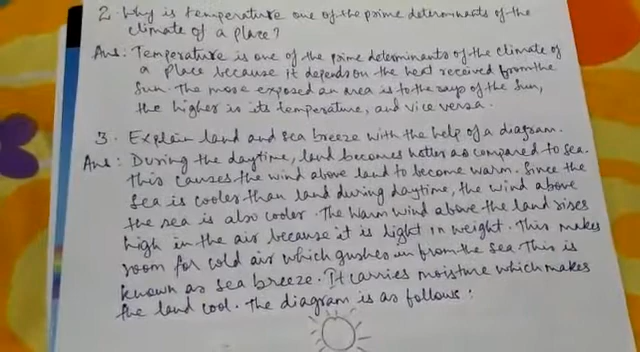 2. Why is temperature one of the prime determinants of the
climate of a place?
Ans: Temperature is one of the prime determinants of the climate of
a place because it depends on the heat received from the
Sun. The more exposed an area is to the rays of the Sun,
the higher is its temperature, and vice versa.
3. Explain land and sea breeze with the help of a diagram.
Ans: During the daytime, land becomes hotter as compared to sea.
This causes the wind above land to become warm. Since the
Sea is cooler than land during daytime, the wind above
the sea is also cooler. The warm wind above the land rises
high in the air because it is light in weight. This makes
room for cold air which gushes in from the sea. This is
known as sea breeze. It carries moisture which makes
the land cool. The diagram is as follows: